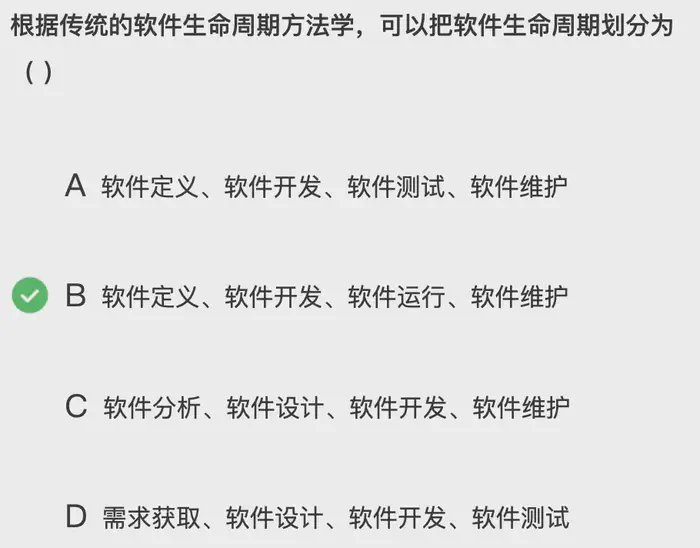 根据传统的软件生命周期方法学，可以把软件生命周期划分为
（ ）
A 软件定义、软件开发、软件测试、软件维护
B 软件定义、软件开发、软件运行、软件维护
C 软件分析、软件设计、软件开发、软件维护
D 需求获取、软件设计、软件开发、软件测试